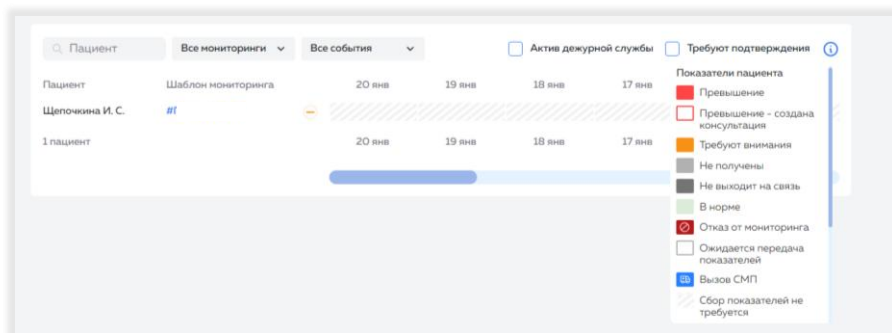 Пациент Все мониторинги Все события Актив дежурной службы Требуют подтверждения
Пациент Шаблон мониторинга 20 янв 19 янв 18 янв 17 янв
Щепочкина И. С.
1 пациент 20 янв 19 янв 18 янв 17 янв
Показатели пациента
Превышение
Превышение - создана
консультация
Требуют внимания
Не получены
Не выходит на связь
В норме
Отказ от мониторинга
Ожидается передача
показателей
Вызов СМП
Сбор показателей не
требуется